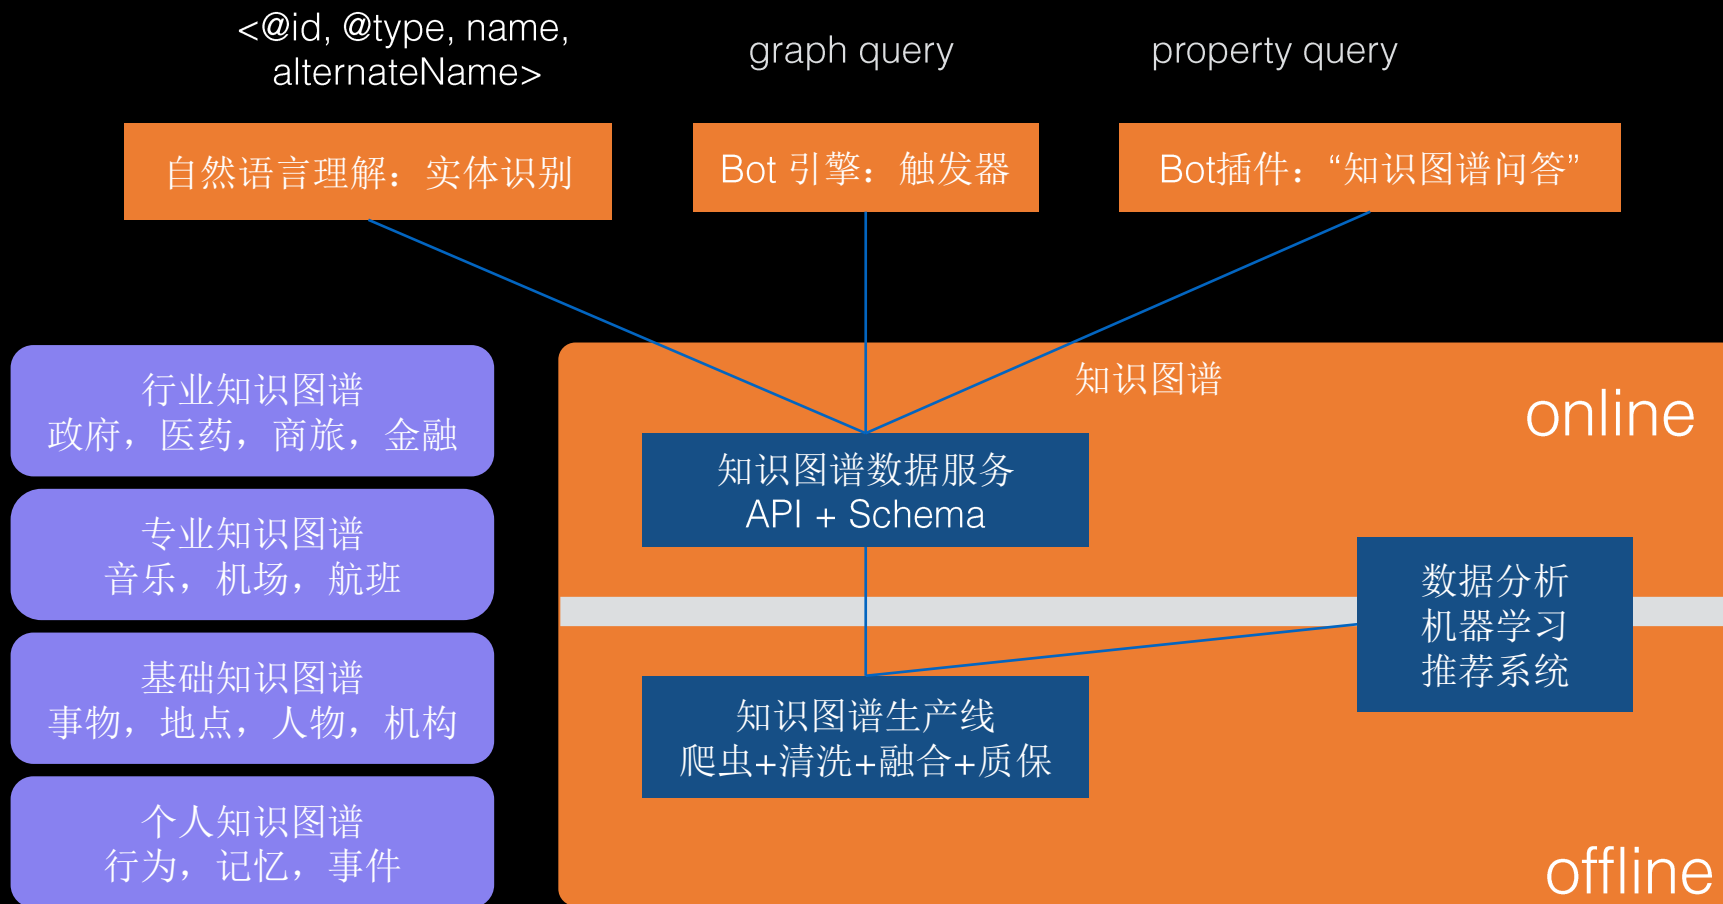 <@id, @type, name,
alternateName>
graph query
property query
自然语言理解：实体识别
Bot 引擎：触发器
Bot插件：“知识图谱问答”
行业知识图谱
政府，医药，商旅，金融
专业知识图谱
音乐，机场，航班
基础知识图谱
事物，地点，人物，机构
个人知识图谱
行为，记忆，事件
知识图谱
online
知识图谱数据服务
API + Schema
数据分析
机器学习
推荐系统
知识图谱生产线
爬虫+清洗+融合+质保
offline